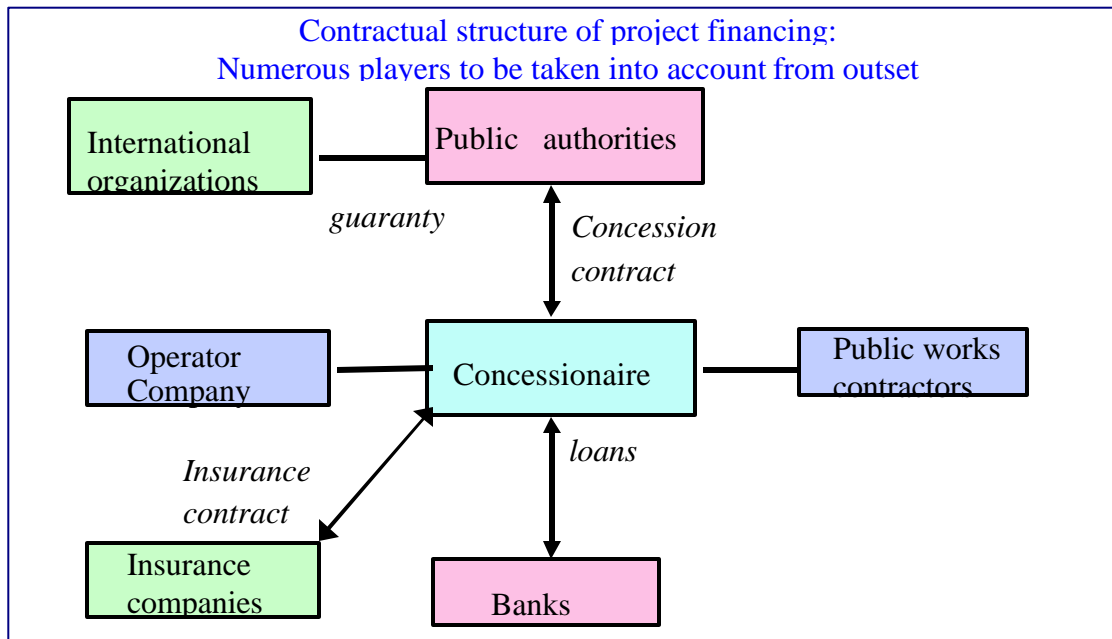 Contractual structure of project financing:
Numerous players to be taken into account from outset
International
organizations
Public authorities
guaranty
Concession
contract
Operator
Company
Concessionaire
Public works
contractors
Insurance
contract
loans
Insurance
companies
Banks